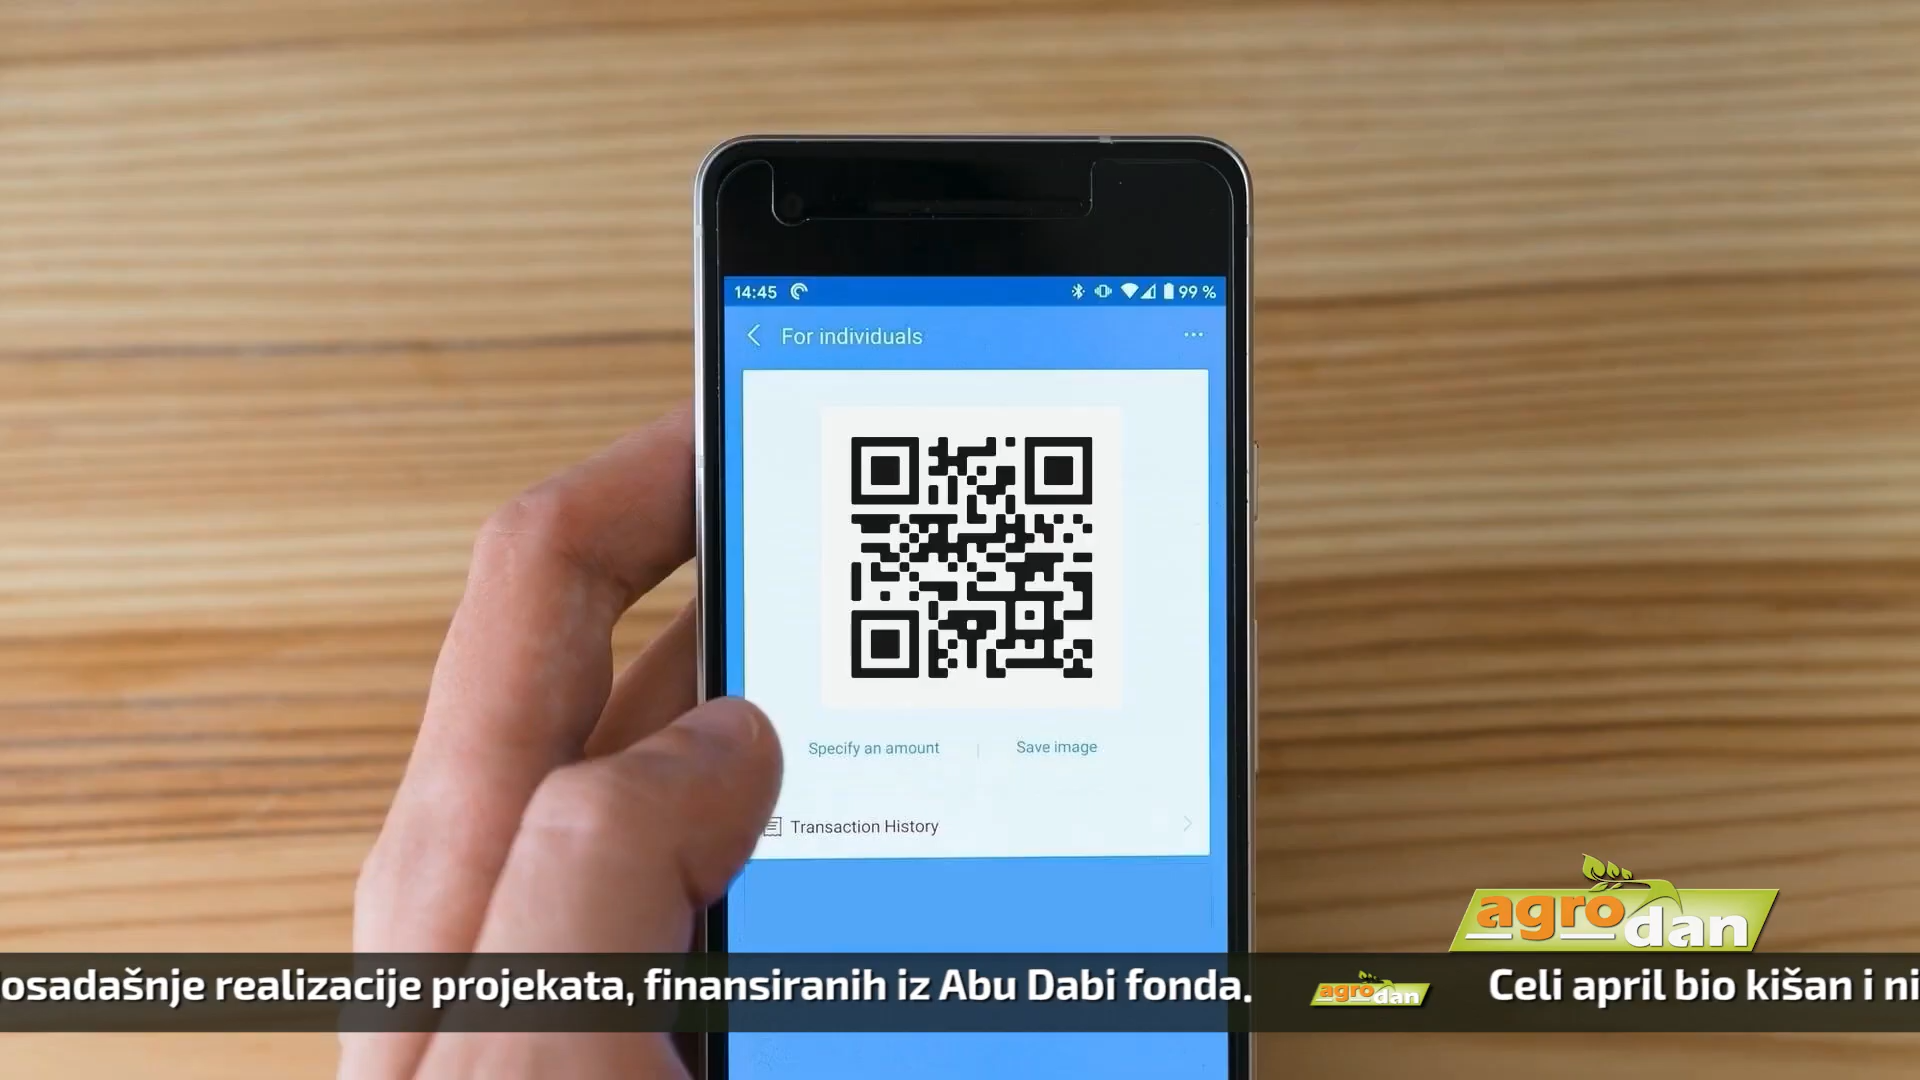 14:45
99 %
For individuals
Specify an amount
Save image
Transaction History
agro
dan
osadašnje realizacije projekata, finansiranih iz Abu Dabi fonda.
agro dan
Celi april bio kišan i ni